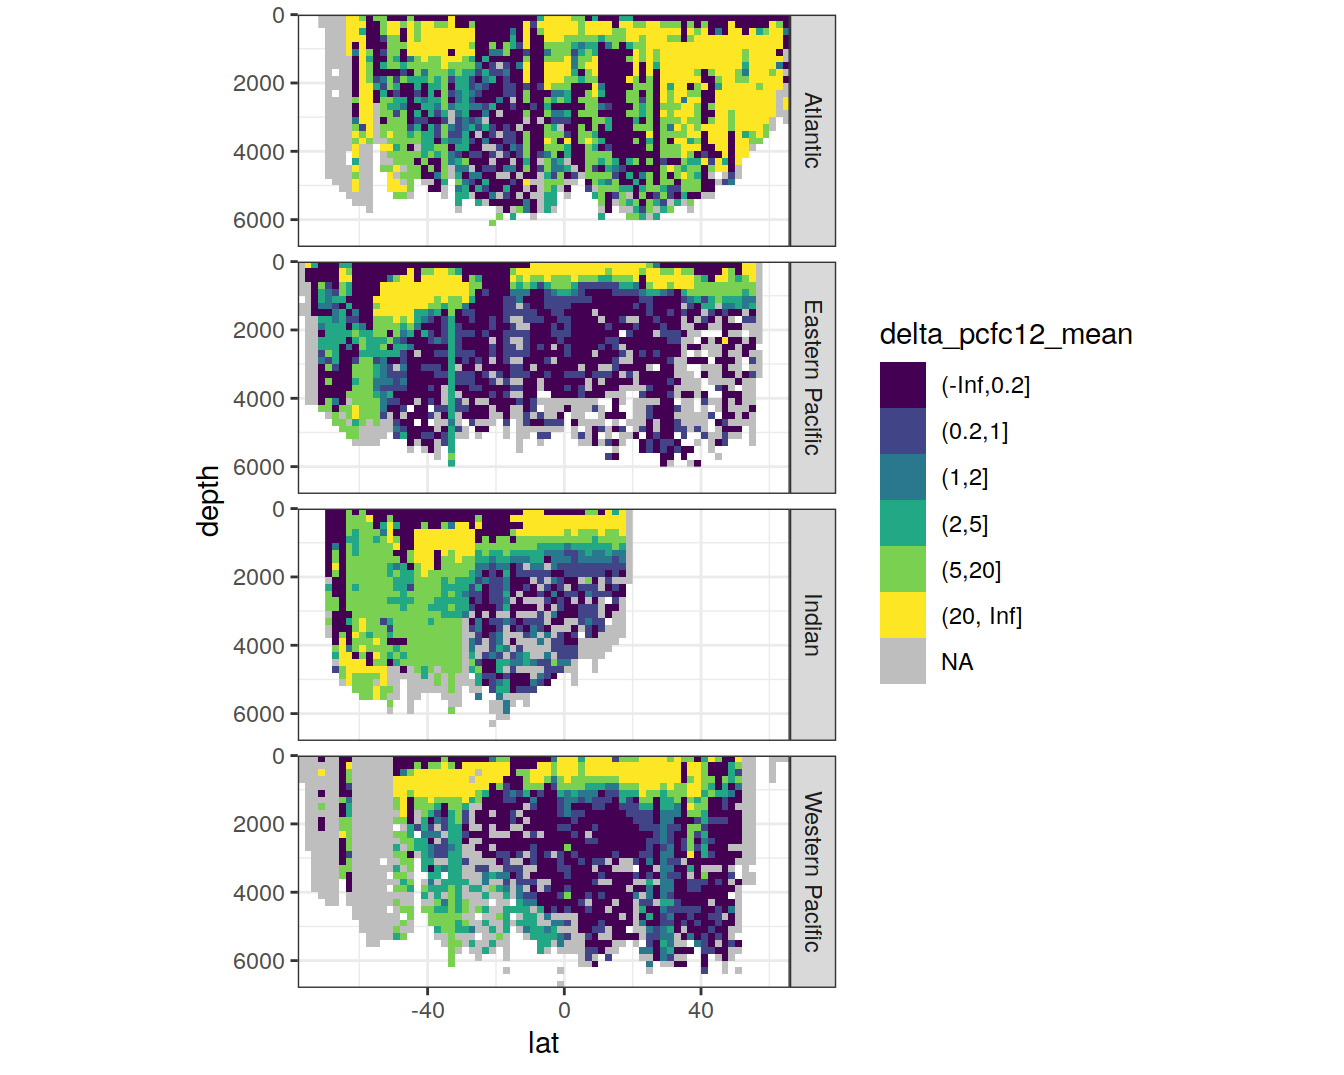 0
2000
4000
6000
Atlantic
0
2000
4000
6000
Eastern Pacific
0
2000
4000
6000
Indian
0
2000
4000
6000
Western Pacific
-40
0
40
lat
depth
delta_pcfc12_mean
(-Inf,0.2]
(0.2,1]
(1,2]
(2,5]
(5,20]
(20, Inf]
NA